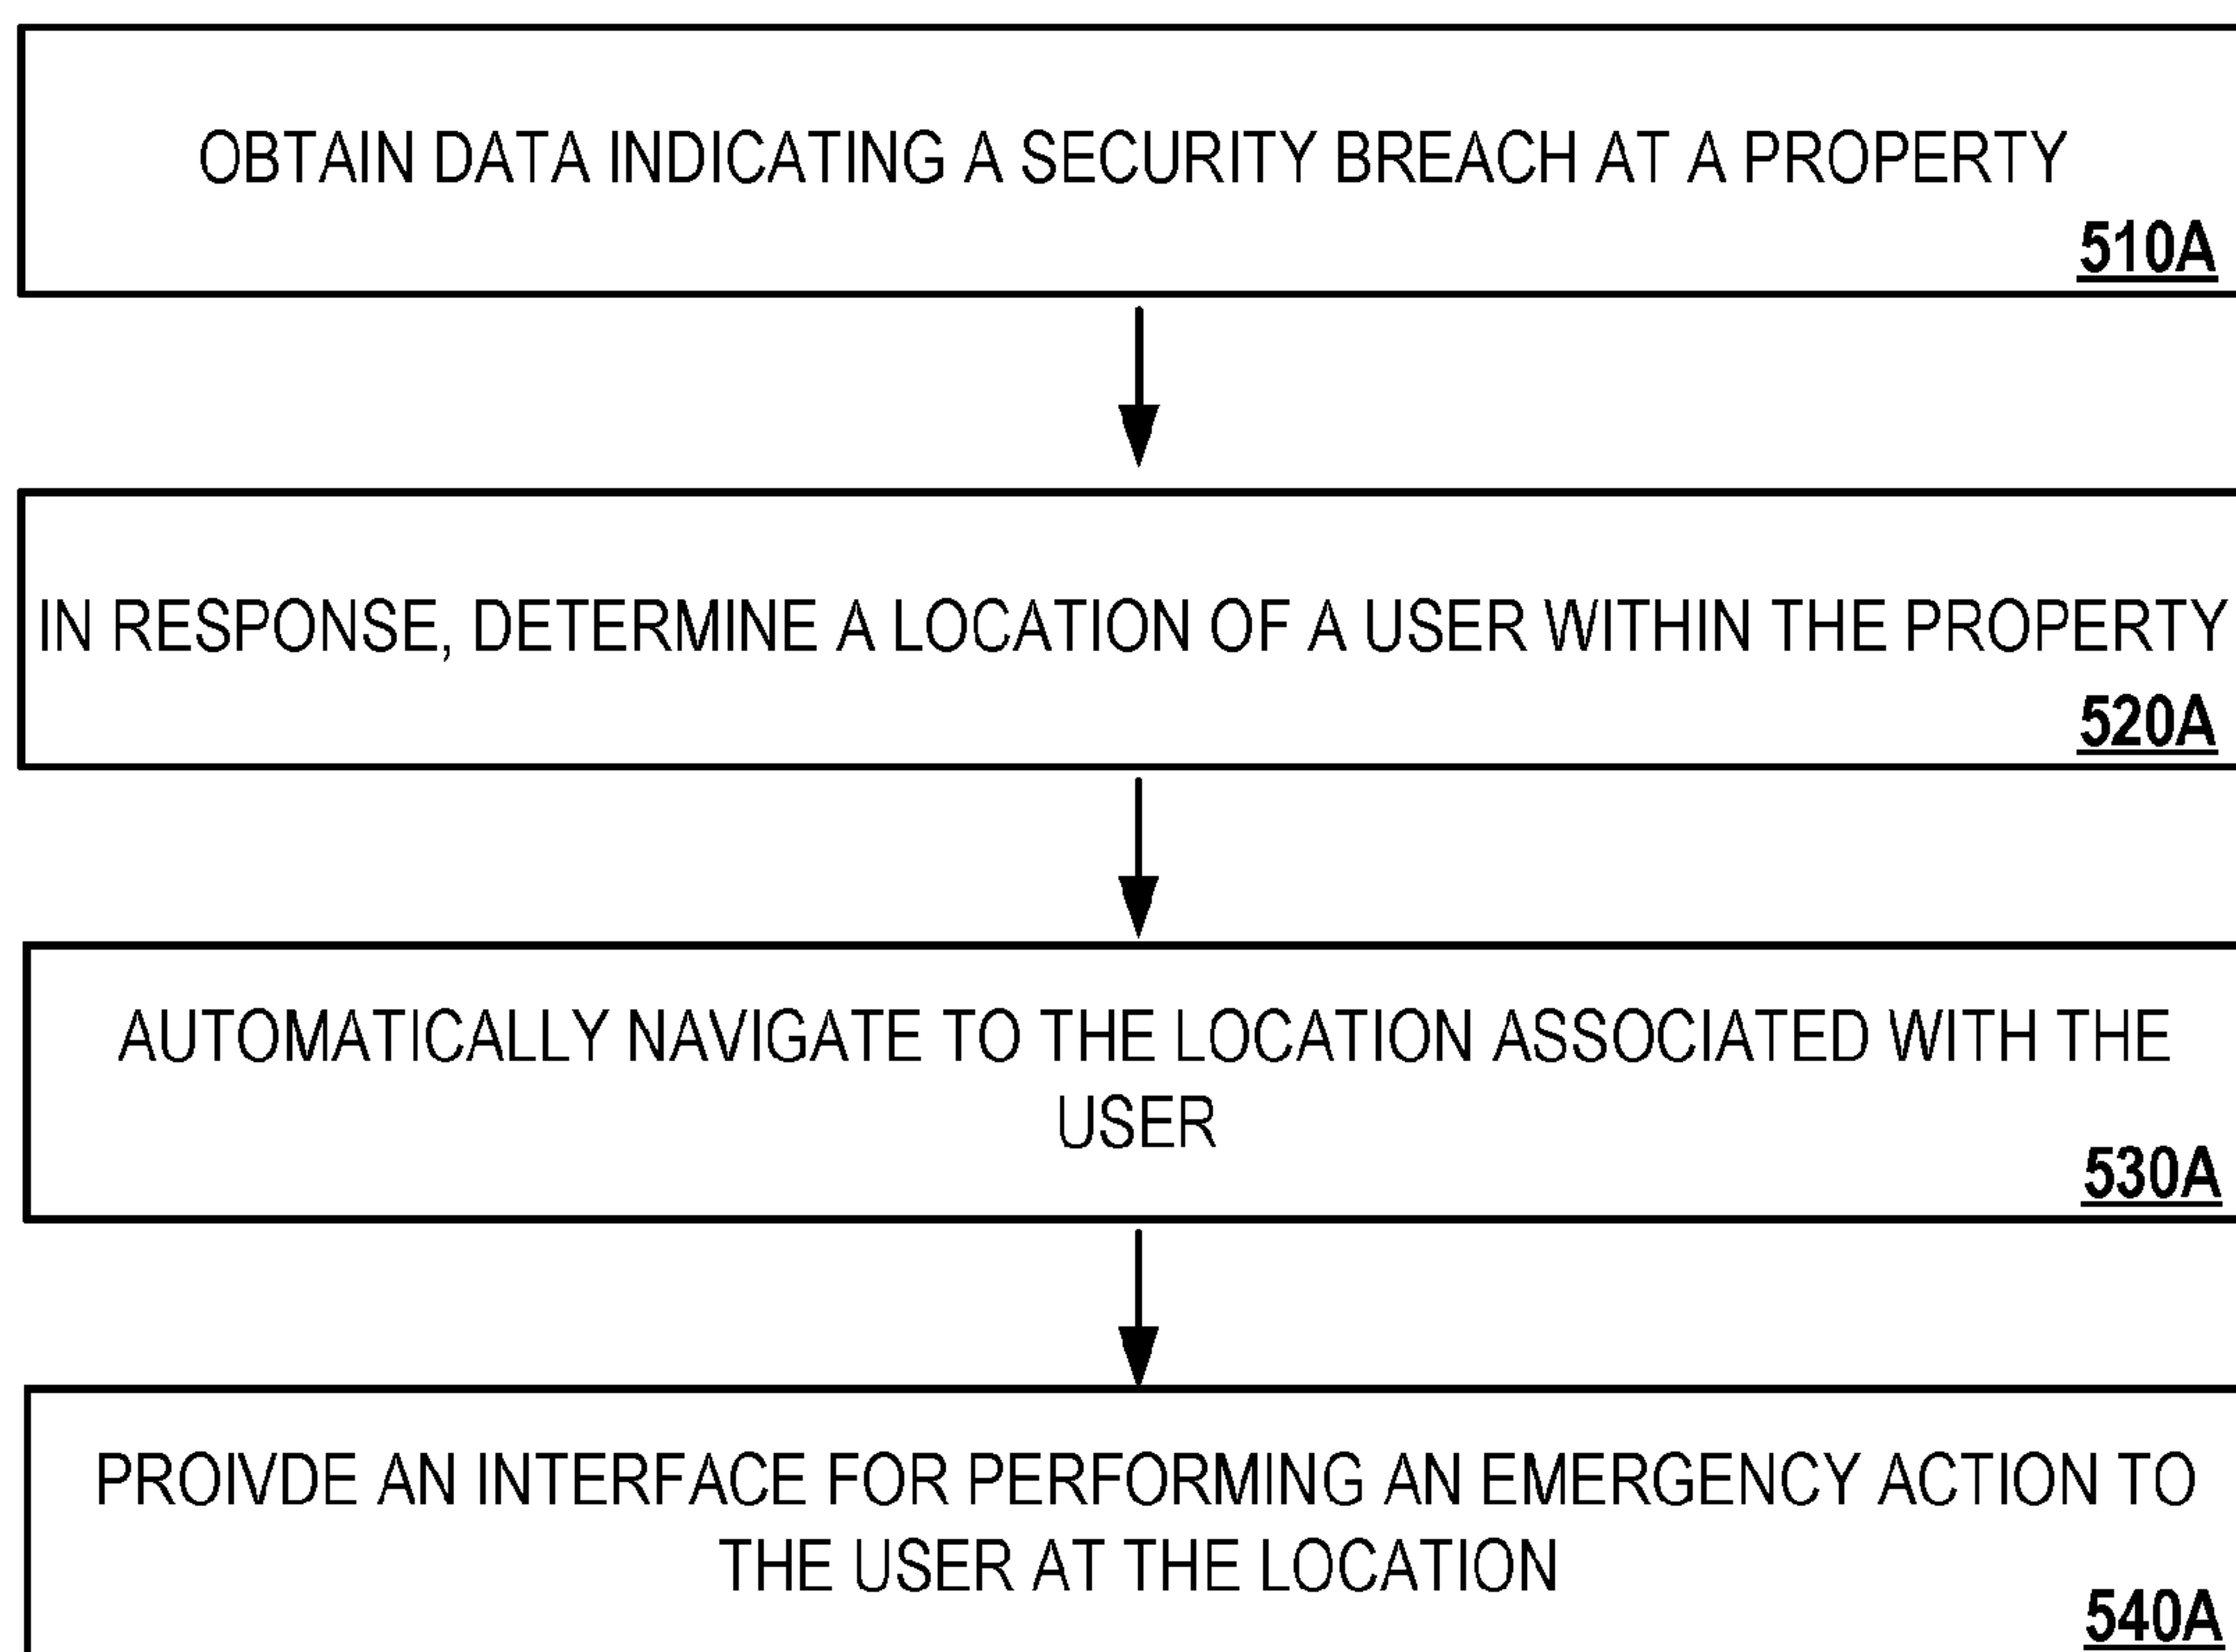 OBTAIN DATA INDICATING A SECURITY BREACH AT A PROPERTY
510A
IN RESPONSE, DETERMINE A LOCATION OF A USER WITHIN THE PROPERTY
520A
AUTOMATICALLY NAVIGATE TO THE LOCATION ASSOCIATED WITH THE
USER
530A
PROIVDE AN INTERFACE FOR PERFORMING AN EMERGENCY ACTION TO
THE USER AT THE LOCATION
540A